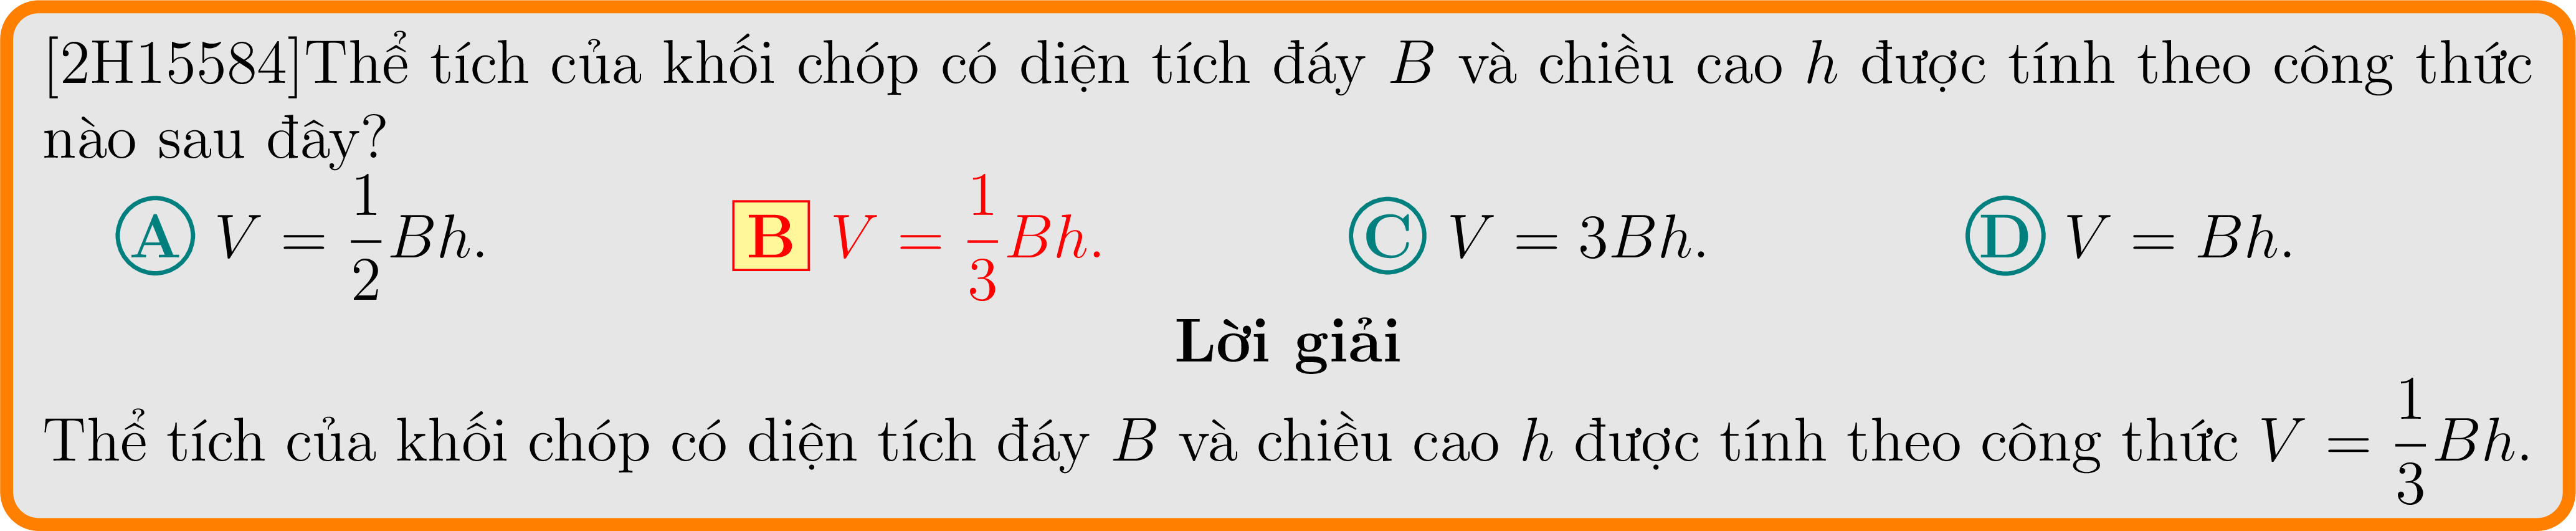 [2H15584]Thể tích của khối chóp có diện tích đáy B và chiều cao h được tính theo công thức
nào sau đây?
A V = \frac{1}{2}Bh. B V = \frac{1}{3}Bh. C V = 3Bh. D V = Bh.
Lời giải
Thể tích của khối chóp có diện tích đáy B và chiều cao h được tính theo công thức V = \frac{1}{3}Bh.